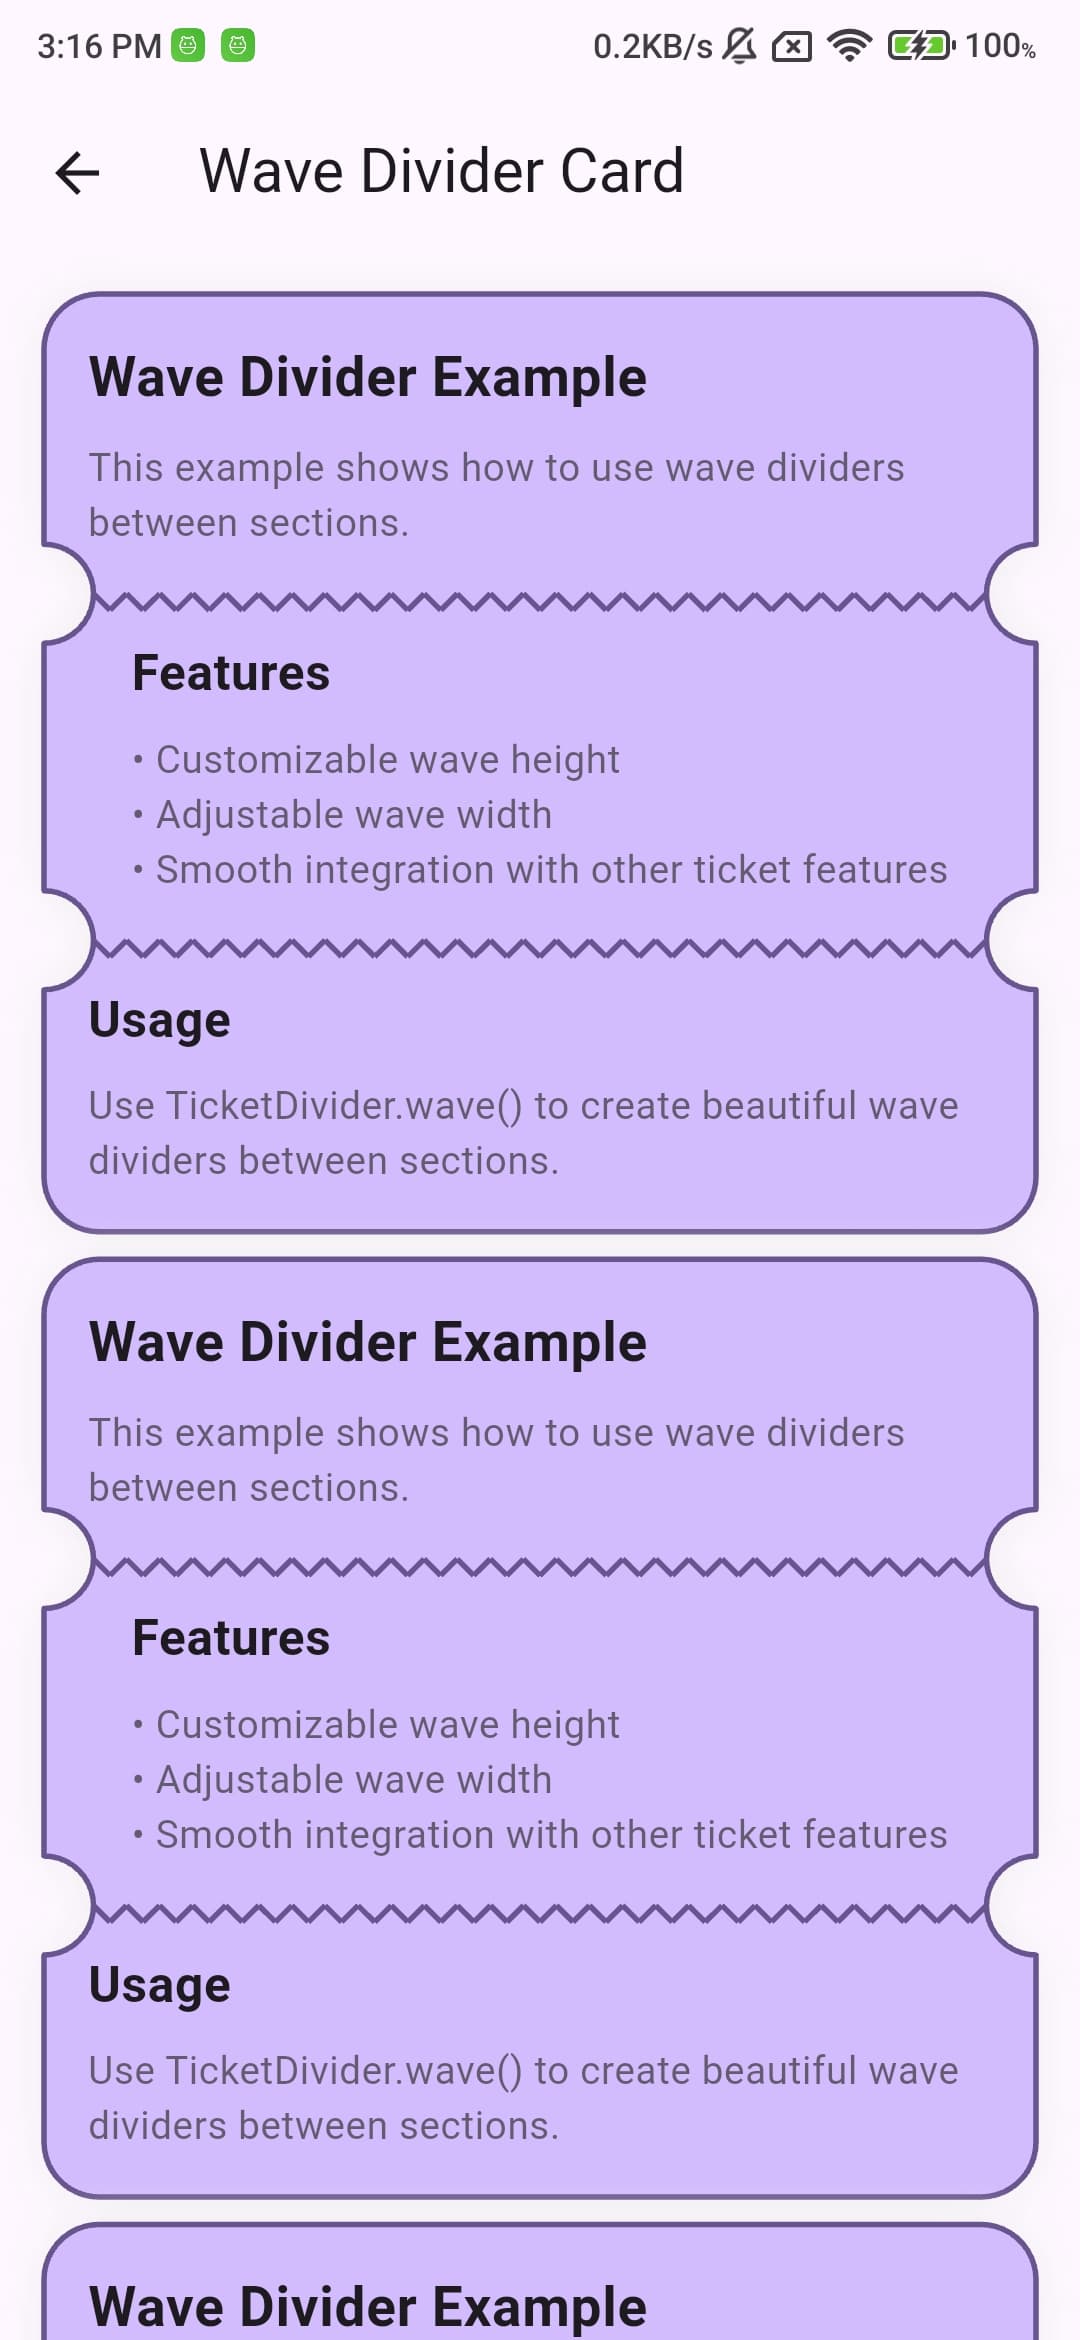 3:16 PM 0.2KB/s 100%
Wave Divider Card
Wave Divider Example
This example shows how to use wave dividers
between sections.
Features
• Customizable wave height
• Adjustable wave width
• Smooth integration with other ticket features
Usage
Use TicketDivider.wave() to create beautiful wave
dividers between sections.
Wave Divider Example
This example shows how to use wave dividers
between sections.
Features
• Customizable wave height
• Adjustable wave width
• Smooth integration with other ticket features
Usage
Use TicketDivider.wave() to create beautiful wave
dividers between sections.
Wave Divider Example